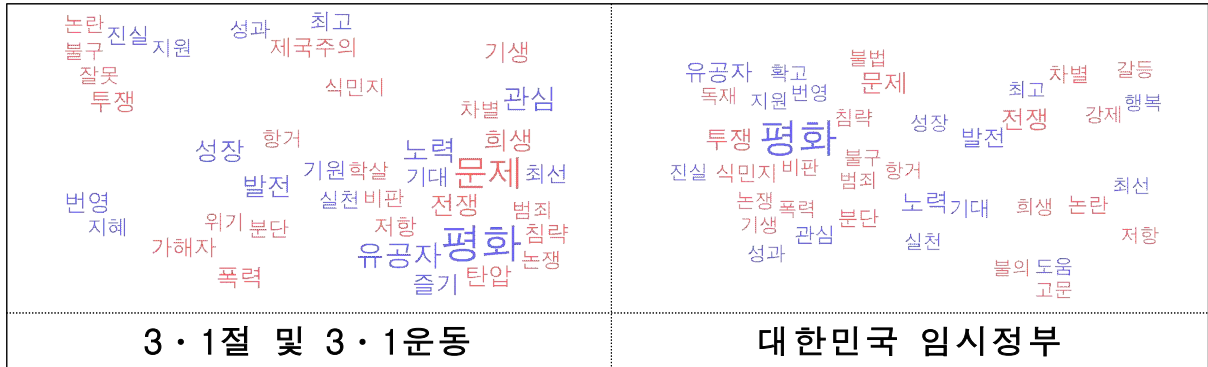 논란 진실 지원 성과 최고
불구 제국주의 기생
잘못
투쟁 식민지 차별 관심
성장 항거 노력 희생
발전 기원 학살 기대 문제 최선
번영 실천 비판 전쟁 범죄
지혜 위기 분단 저항 침략
가해자 유공자 평화 논쟁
폭력 즐기 탄압
3·1절 및 3·1운동
유공자 확고 불법 문제 차별 갈등
독재 지원 번영 최고 행복
투쟁 평화 침략 성장 발전 전쟁 강제
진실 식민지 비판 불구 항거
범죄 최선
논쟁 폭력 분단 노력 기대 희생 논란
기생 관심 실천 저항
성과 불의 도움
고문
대한민국 임시정부